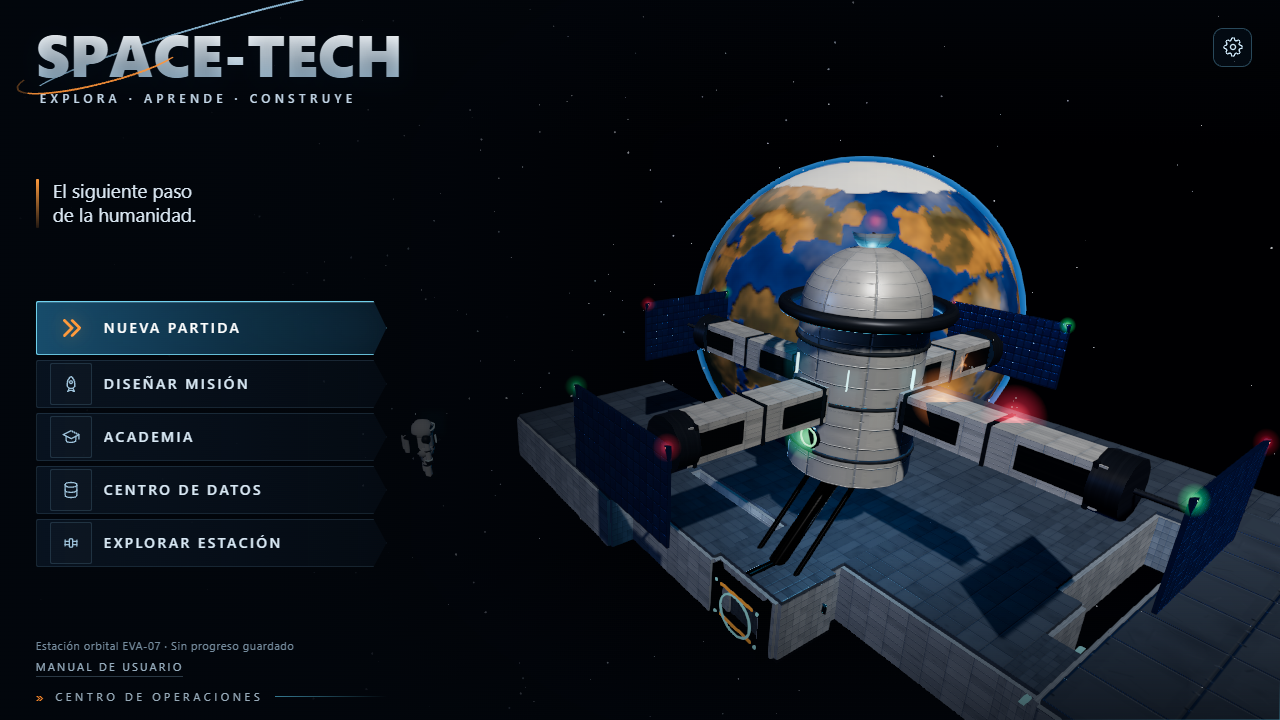 SPACE-TECH
EXPLORA · APRENDE · CONSTRUYE
El siguiente paso
de la humanidad.
NUEVA PARTIDA
DISEÑAR MISIÓN
ACADEMIA
CENTRO DE DATOS
EXPLORAR ESTACIÓN
Estación orbital EVA-07 · Sin progreso guardado
MANUAL DE USUARIO
» CENTRO DE OPERACIONES